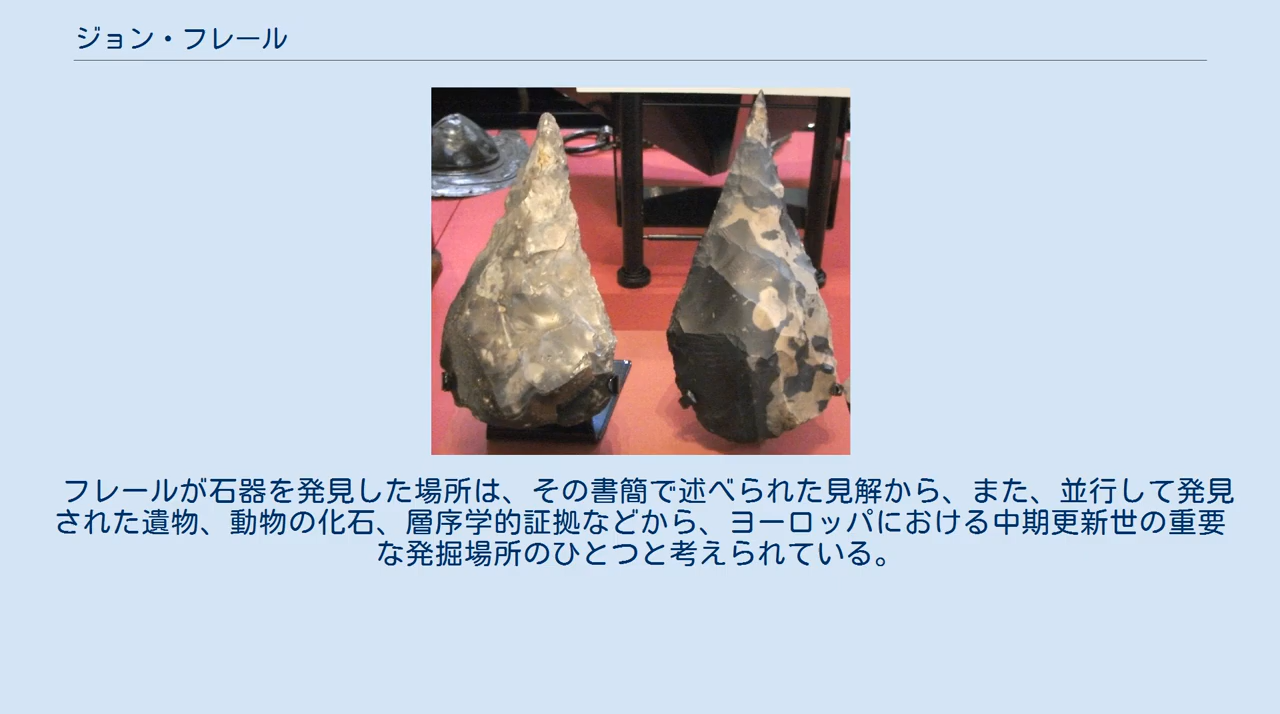 ジョン・フレール
フレールが石器を発見した場所は、その書簡で述べられた見解から、また、並行して発見
された遺物、動物の化石、層序学的証拠などから、ヨーロッパにおける中期更新世の重要
な発掘場所のひとつと考えられている。